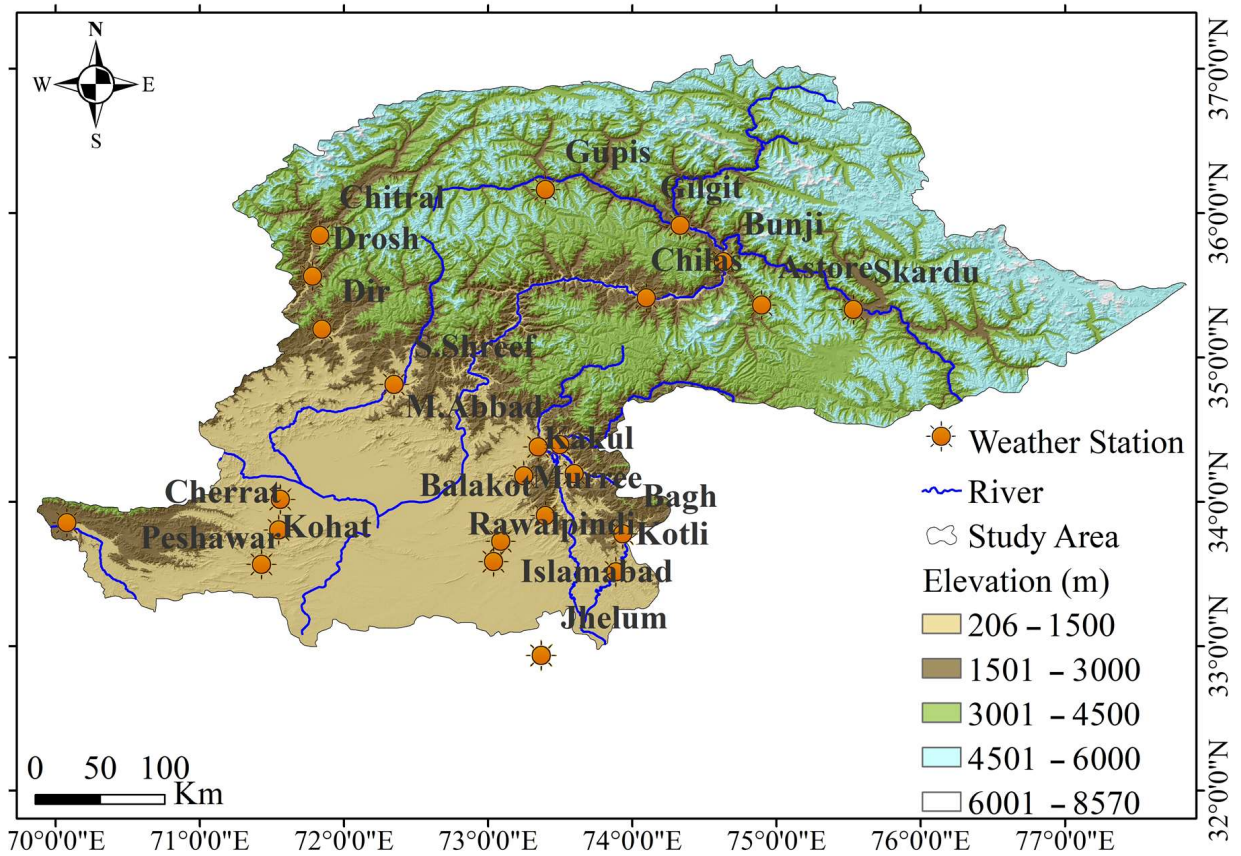 N
W E
S
37°0'0"N
36°0'0"N
35°0'0"N
34°0'0"N
33°0'0"N
32°0'0"N
Gupis
Chitral
Gilgit
Drosh
Bunji
Chilas
Astore
Skardu
Dir
S.Shreef
M.Abbad
Kakul
Balakot
Murree
Bagh
Cherrat
Peshawar
Kohat
Rawalpindi
Kotli
Islamabad
Jhelum
Weather Station
River
Study Area
Elevation (m)
206 – 1500
1501 – 3000
3001 – 4500
4501 – 6000
6001 – 8570
0 50 100
Km
70°0'0"E 71°0'0"E 72°0'0"E 73°0'0"E 74°0'0"E 75°0'0"E 76°0'0"E 77°0'0"E